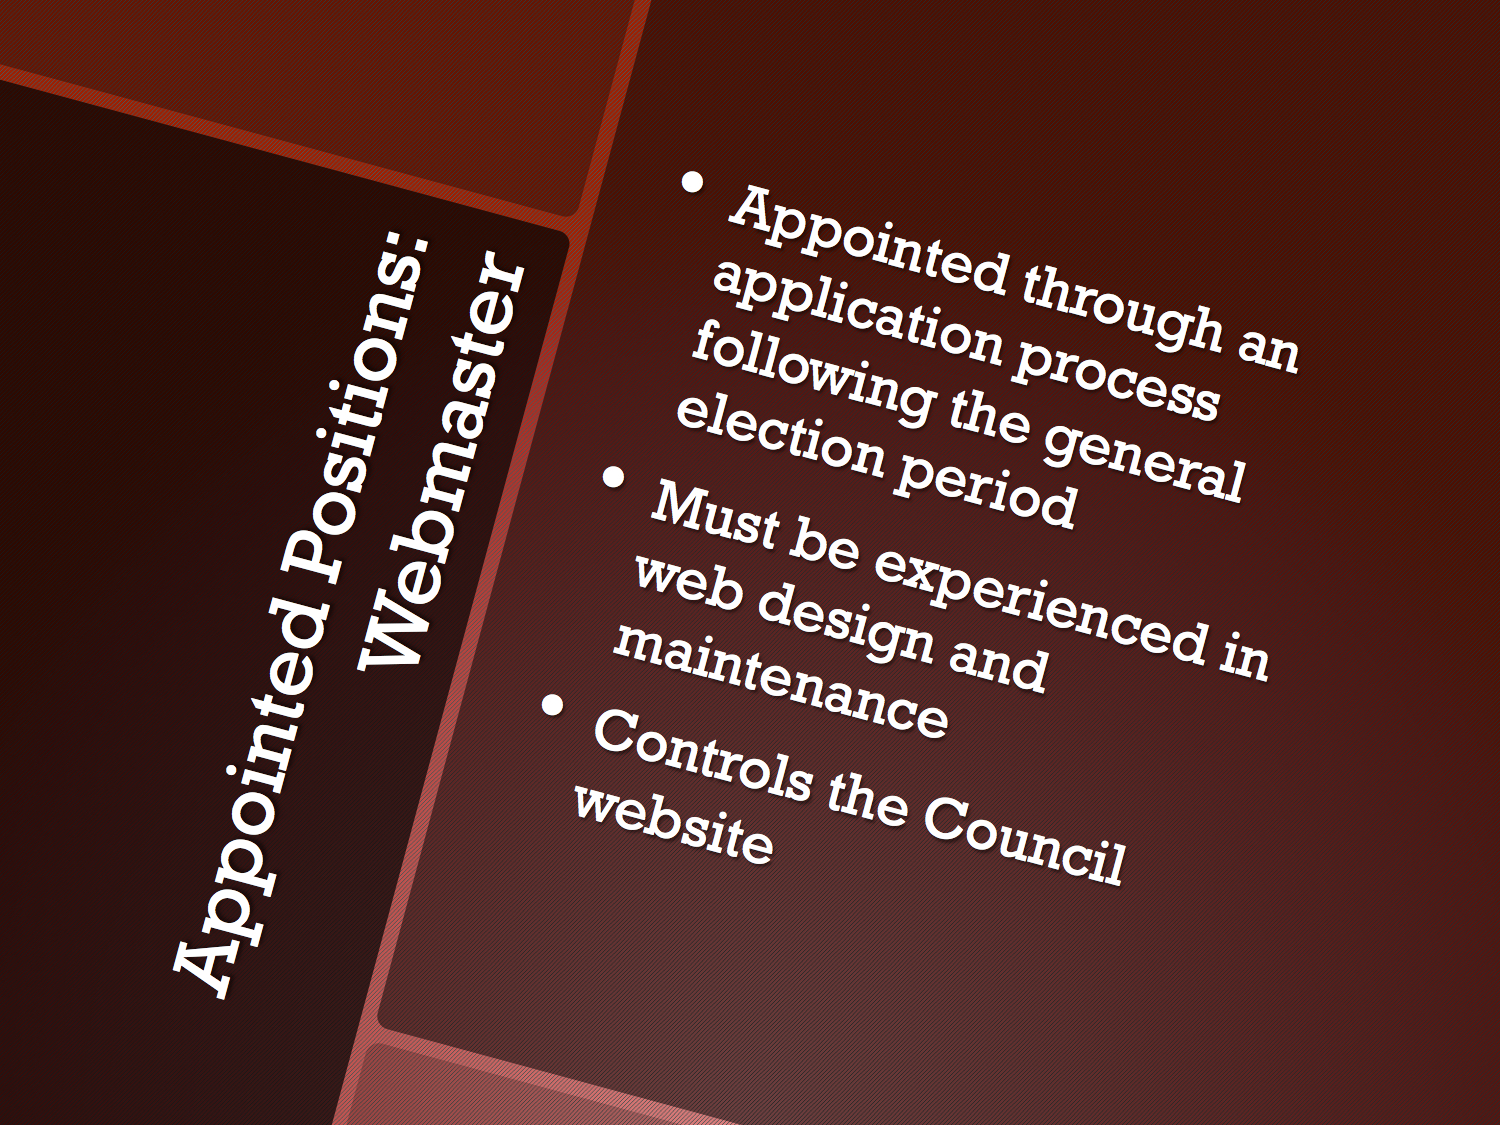 Appointed Positions:
Webmaster
• Appointed through an
application process
following the general
election period
• Must be experienced in
web design and
maintenance
• Controls the Council
website